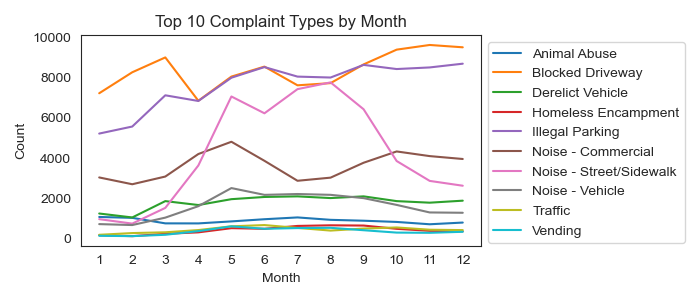 Top 10 Complaint Types by Month
10000
8000
6000
4000
2000
0
Count
1 2 3 4 5 6 7 8 9 10 11 12
Month
Animal Abuse
Blocked Driveway
Derelict Vehicle
Homeless Encampment
Illegal Parking
Noise - Commercial
Noise - Street/Sidewalk
Noise - Vehicle
Traffic
Vending